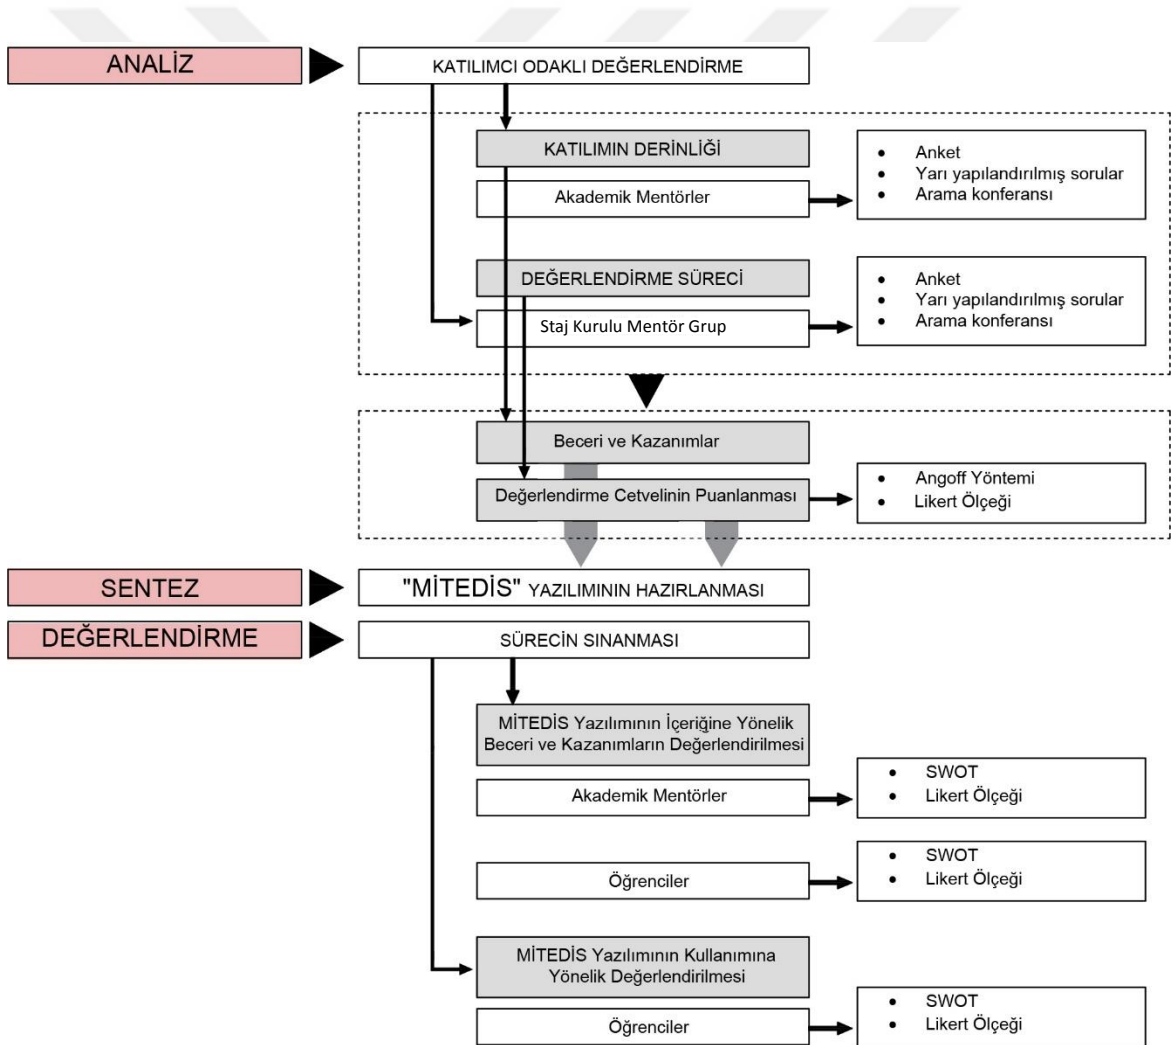 ANALİZ
KATILIMCI ODAKLI DEĞERLENDİRME
KATILIMIN DERİNLİĞİ
Akademik Mentörler
• Anket
• Yarı yapılandırılmış sorular
• Arama konferansı
DEĞERLENDİRME SÜRECİ
Staj Kurulu Mentör Grup
• Anket
• Yarı yapılandırılmış sorular
• Arama konferansı
Beceri ve Kazanımlar
Değerlendirme Cetvelinin Puanlanması
• Angoff Yöntemi
• Likert Ölçeği
SENTEZ
"MİTEDİS" YAZILIMININ HAZIRLANMASI
DEĞERLENDİRME
SÜRECİN SINANMASI
MİTEDİS Yazılımının İçeriğine Yönelik
Beceri ve Kazanımların Değerlendirilmesi
Akademik Mentörler
• SWOT
• Likert Ölçeği
Öğrenciler
• SWOT
• Likert Ölçeği
MİTEDİS Yazılımının Kullanımına
Yönelik Değerlendirilmesi
Öğrenciler
• SWOT
• Likert Ölçeği